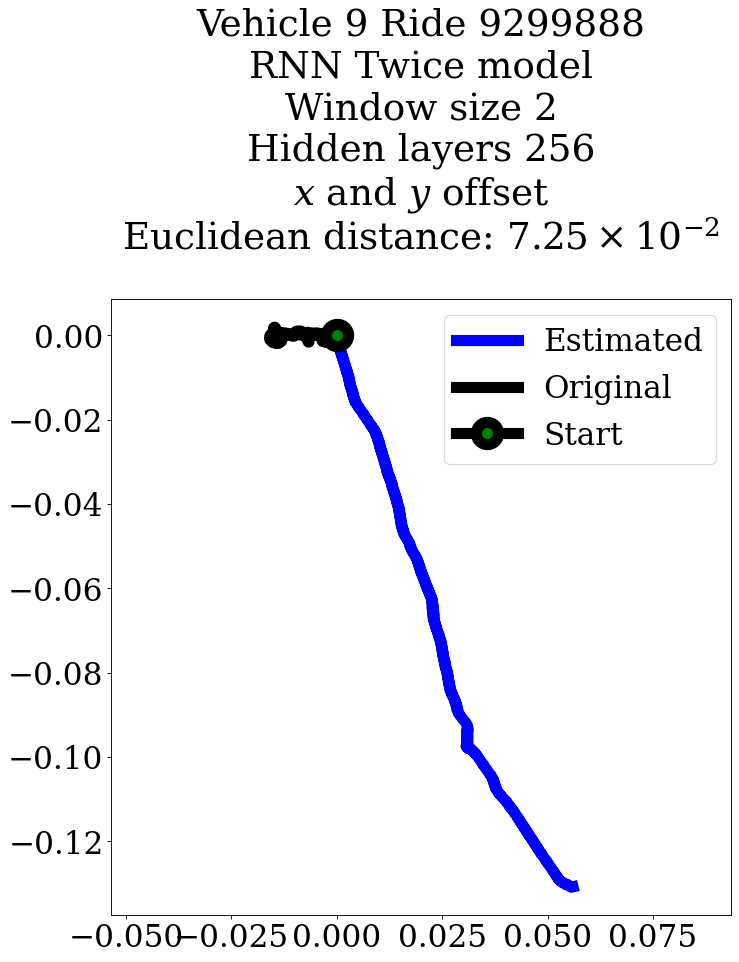 Vehicle 9 Ride 9299888
RNN Twice model
Window size 2
Hidden layers 256
x and y offset
Euclidean distance: 7.25 × 10⁻²
Estimated
Original
Start
0.00
−0.02
−0.04
−0.06
−0.08
−0.10
−0.12
−0.050 −0.025 0.000 0.025 0.050 0.075